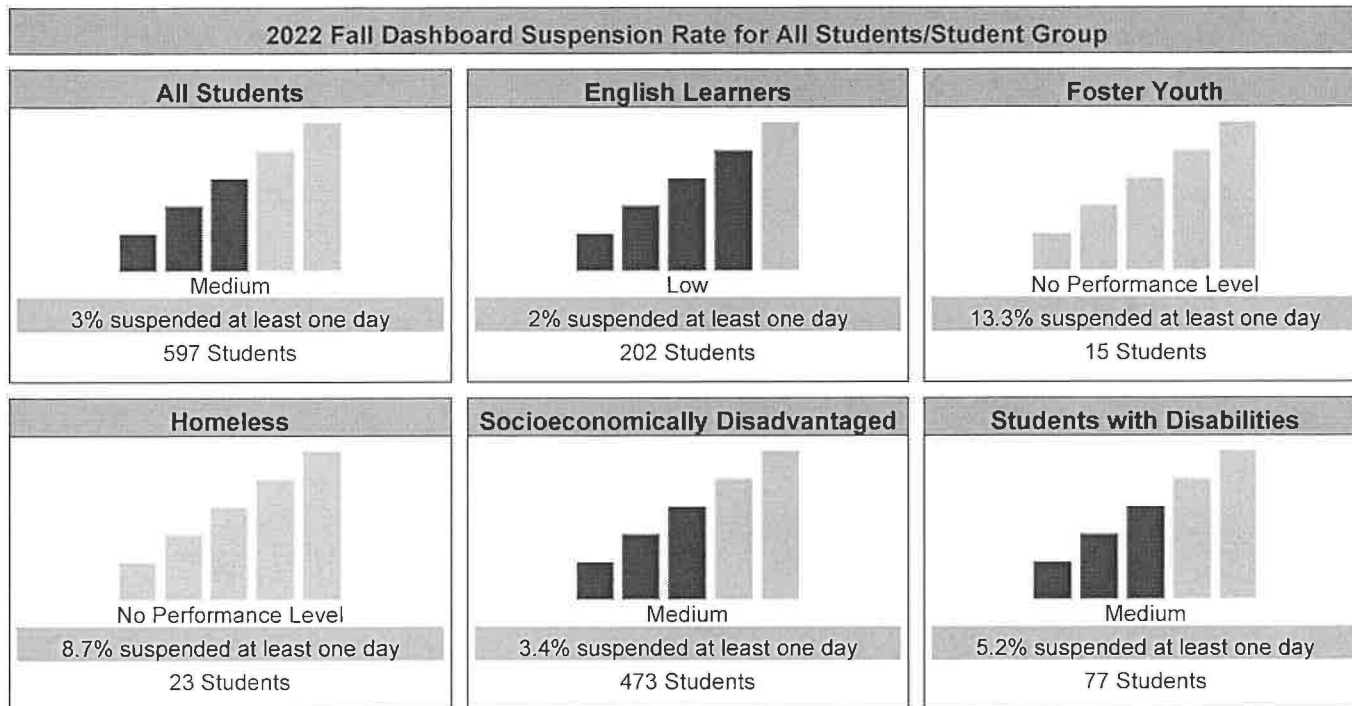 2022 Fall Dashboard Suspension Rate for All Students/Student Group
All Students
Medium
3% suspended at least one day
597 Students
English Learners
Low
2% suspended at least one day
202 Students
Foster Youth
No Performance Level
13.3% suspended at least one day
15 Students
Homeless
No Performance Level
8.7% suspended at least one day
23 Students
Socioeconomically Disadvantaged
Medium
3.4% suspended at least one day
473 Students
Students with Disabilities
Medium
5.2% suspended at least one day
77 Students